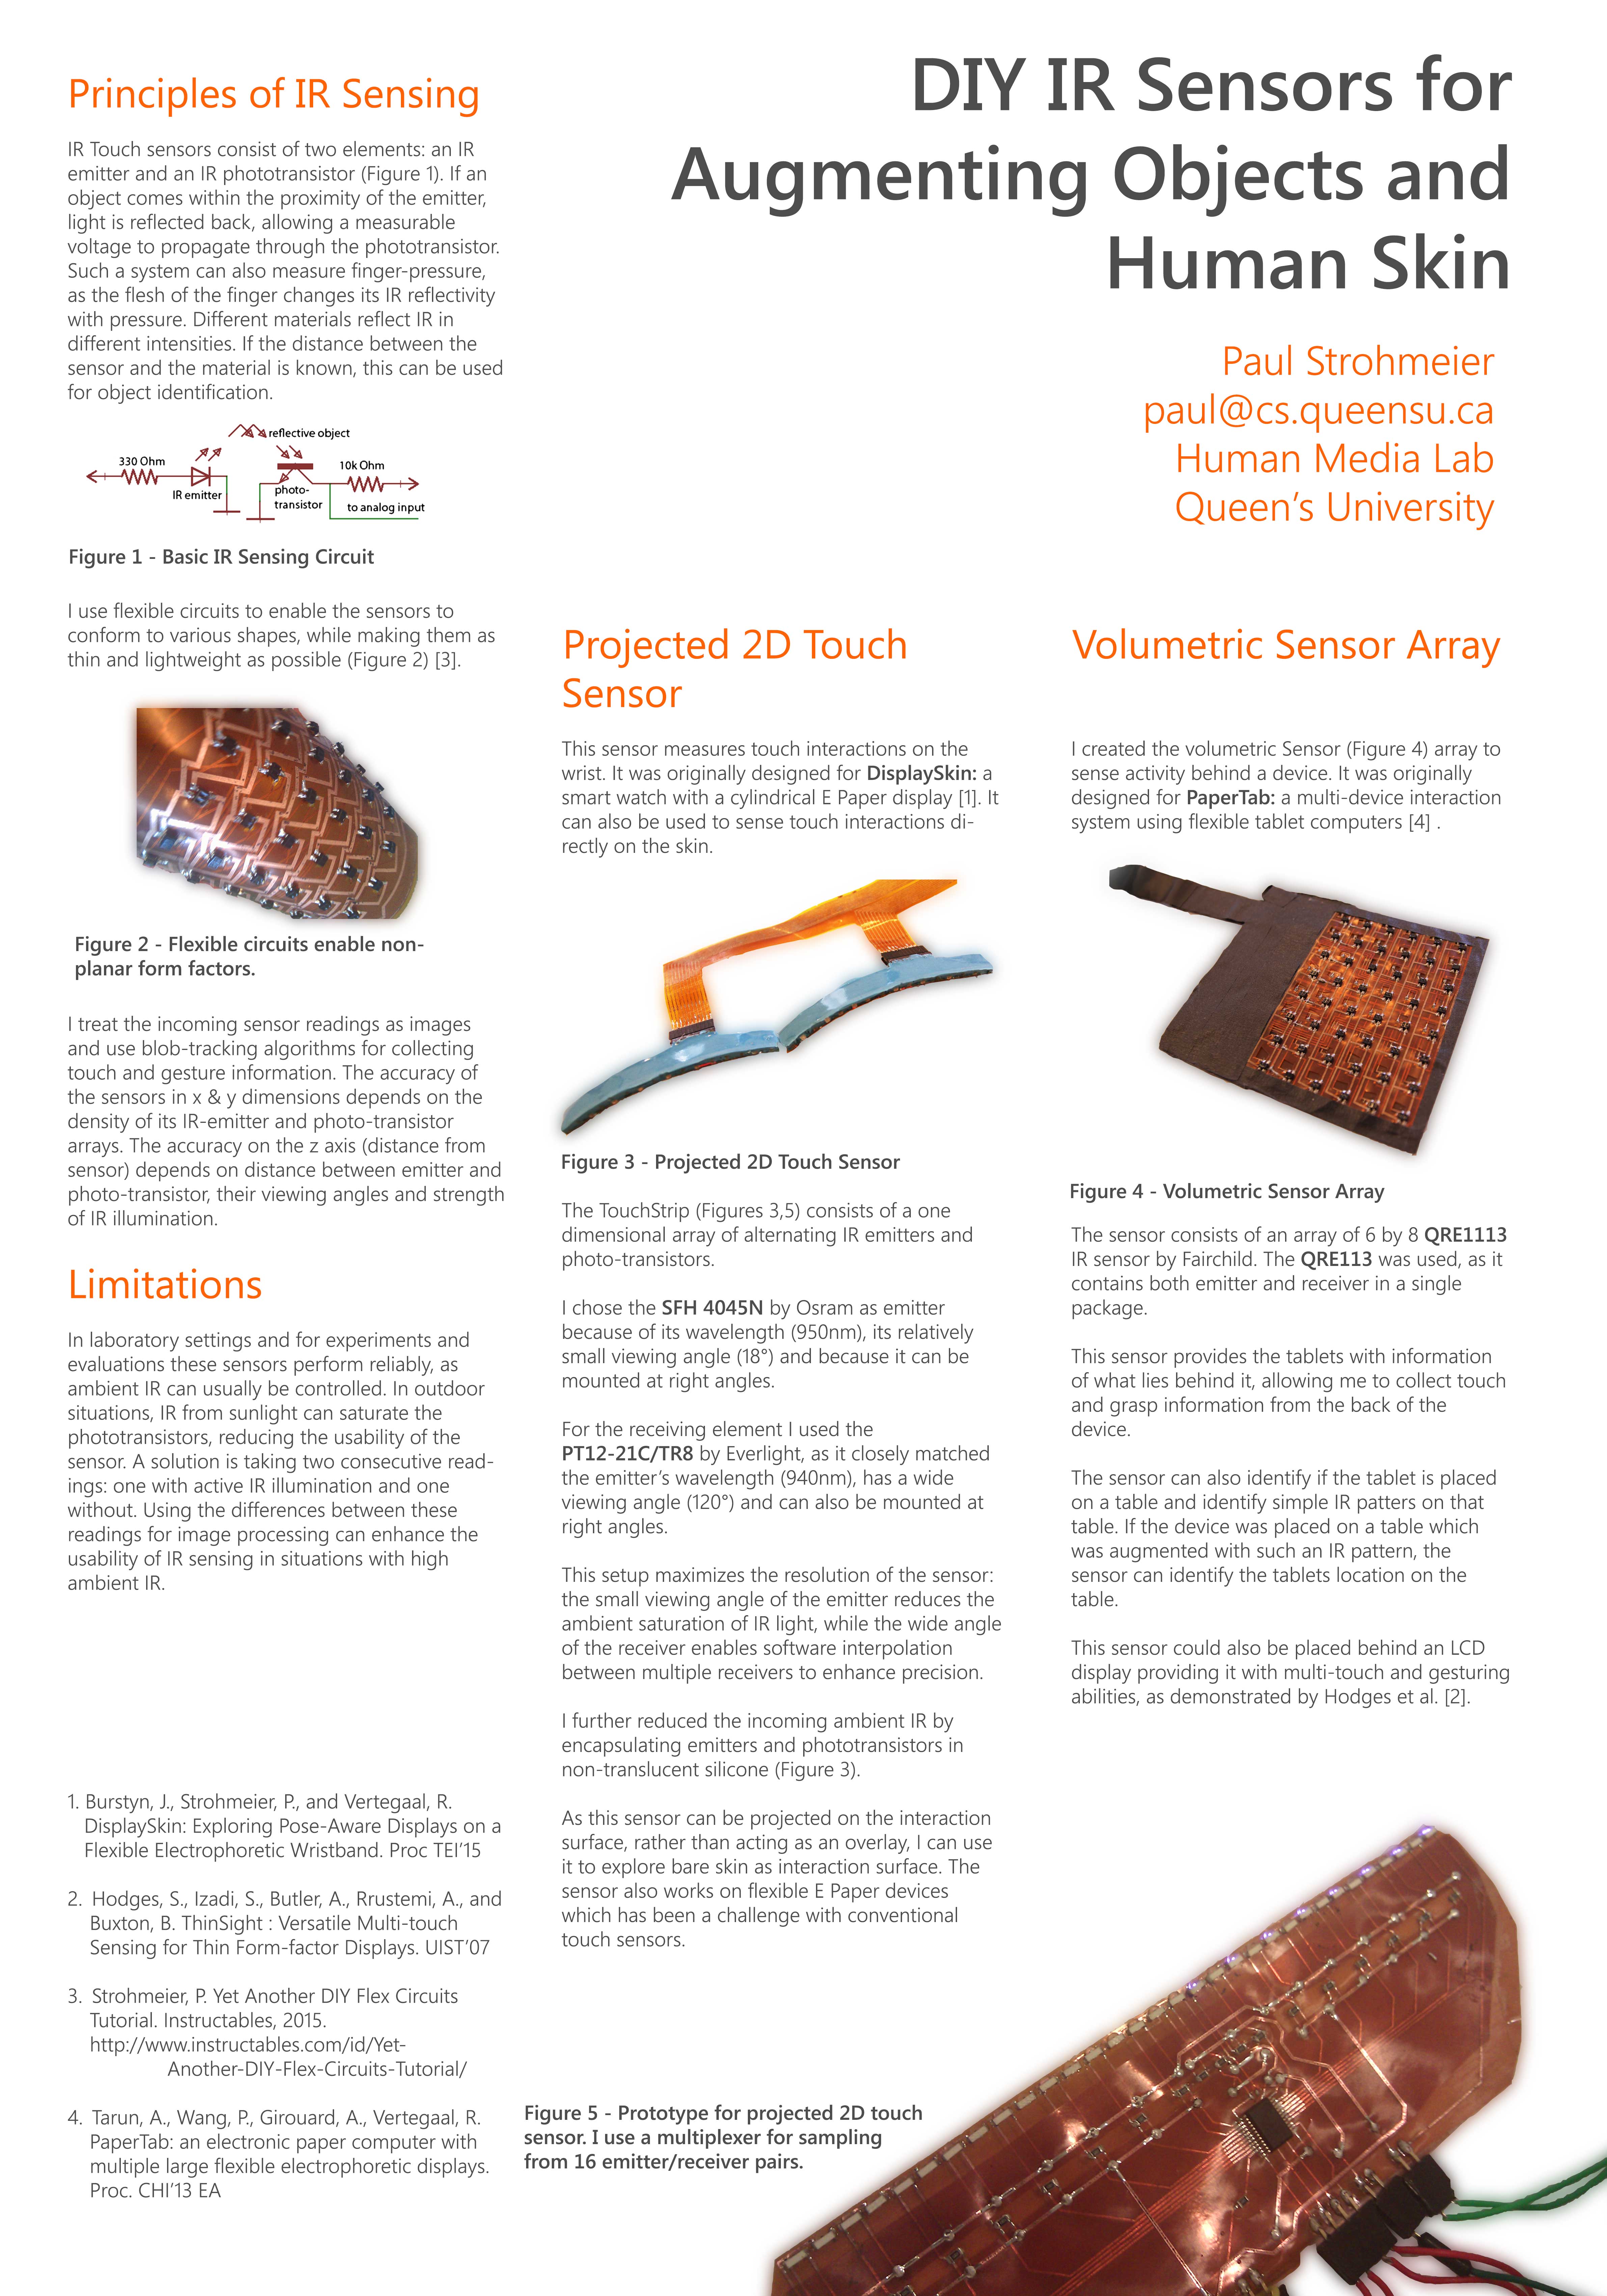 DIY IR Sensors for
Augmenting Objects and
Human Skin
Paul Strohmeier
paul@cs.queensu.ca
Human Media Lab
Queen's University
Principles of IR Sensing
IR Touch sensors consist of two elements: an IR
emitter and an IR phototransistor (Figure 1). If an
object comes within the proximity of the emitter,
light is reflected back, allowing a measurable
voltage to propagate through the phototransistor.
Such a system can also measure finger-pressure,
as the flesh of the finger changes its IR reflectivity
with pressure. Different materials reflect IR in
different intensities. If the distance between the
sensor and the material is known, this can be used
for object identification.
reflective object
330 Ohm
10k Ohm
IR emitter
photo-
transistor
to analog input
Figure 1 - Basic IR Sensing Circuit
I use flexible circuits to enable the sensors to
conform to various shapes, while making them as
thin and lightweight as possible (Figure 2) [3].
Figure 2 - Flexible circuits enable non-
planar form factors.
I treat the incoming sensor readings as images
and use blob-tracking algorithms for collecting
touch and gesture information. The accuracy of
the sensors in x & y dimensions depends on the
density of its IR-emitter and photo-transistor
arrays. The accuracy on the z axis (distance from
sensor) depends on distance between emitter and
photo-transistor, their viewing angles and strength
of IR illumination.
Limitations
In laboratory settings and for experiments and
evaluations these sensors perform reliably, as
ambient IR can usually be controlled. In outdoor
situations, IR from sunlight can saturate the
phototransistors, reducing the usability of the
sensor. A solution is taking two consecutive read-
ings: one with active IR illumination and one
without. Using the differences between these
readings for image processing can enhance the
usability of IR sensing in situations with high
ambient IR.
1. Burstyn, J., Strohmeier, P., and Vertegaal, R.
DisplaySkin: Exploring Pose-Aware Displays on a
Flexible Electrophoretic Wristband. Proc TEI'15
2. Hodges, S., Izadi, S., Butler, A., Rrustemi, A., and
Buxton, B. ThinSight : Versatile Multi-touch
Sensing for Thin Form-factor Displays. UIST'07
3. Strohmeier, P. Yet Another DIY Flex Circuits
Tutorial. Instructables, 2015.
http://www.instructables.com/id/Yet-
Another-DIY-Flex-Circuits-Tutorial/
4. Tarun, A., Wang, P., Girouard, A., Vertegaal, R.
PaperTab: an electronic paper computer with
multiple large flexible electrophoretic displays.
Proc. CHI'13 EA
Projected 2D Touch
Sensor
This sensor measures touch interactions on the
wrist. It was originally designed for DisplaySkin: a
smart watch with a cylindrical E Paper display [1]. It
can also be used to sense touch interactions di-
rectly on the skin.
Figure 3 - Projected 2D Touch Sensor
The TouchStrip (Figures 3,5) consists of a one
dimensional array of alternating IR emitters and
photo-transistors.
I chose the SFH 4045N by Osram as emitter
because of its wavelength (950nm), its relatively
small viewing angle (18°) and because it can be
mounted at right angles.
For the receiving element I used the
PT12-21C/TR8 by Everlight, as it closely matched
the emitter's wavelength (940nm), has a wide
viewing angle (120°) and can also be mounted at
right angles.
This setup maximizes the resolution of the sensor:
the small viewing angle of the emitter reduces the
ambient saturation of IR light, while the wide angle
of the receiver enables software interpolation
between multiple receivers to enhance precision.
I further reduced the incoming ambient IR by
encapsulating emitters and phototransistors in
non-translucent silicone (Figure 3).
As this sensor can be projected on the interaction
surface, rather than acting as an overlay, I can use
it to explore bare skin as interaction surface. The
sensor also works on flexible E Paper devices
which has been a challenge with conventional
touch sensors.
Figure 5 - Prototype for projected 2D touch
sensor. I use a multiplexer for sampling
from 16 emitter/receiver pairs.
Volumetric Sensor Array
I created the volumetric Sensor (Figure 4) array to
sense activity behind a device. It was originally
designed for PaperTab: a multi-device interaction
system using flexible tablet computers [4] .
Figure 4 - Volumetric Sensor Array
The sensor consists of an array of 6 by 8 QRE1113
IR sensor by Fairchild. The QRE113 was used, as it
contains both emitter and receiver in a single
package.
This sensor provides the tablets with information
of what lies behind it, allowing me to collect touch
and grasp information from the back of the
device.
The sensor can also identify if the tablet is placed
on a table and identify simple IR patters on that
table. If the device was placed on a table which
was augmented with such an IR pattern, the
sensor can identify the tablets location on the
table.
This sensor could also be placed behind an LCD
display providing it with multi-touch and gesturing
abilities, as demonstrated by Hodges et al. [2].